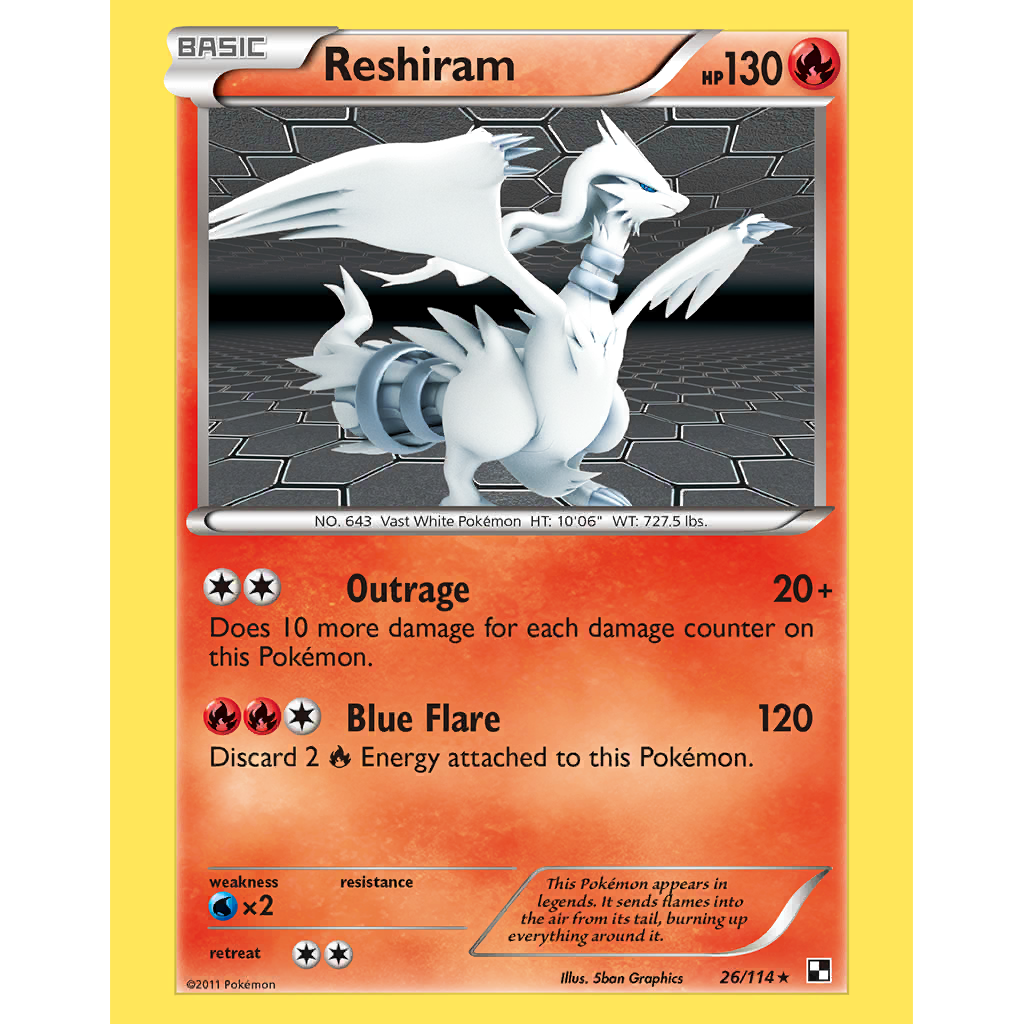 BASIC Reshiram HP130
NO. 643 Vast White Pokémon HT: 10'06" WT: 727.5 lbs.
Outrage 20+
Does 10 more damage for each damage counter on
this Pokémon.
Blue Flare 120
Discard 2 Energy attached to this Pokémon.
weakness resistance
×2
This Pokémon appears in
legends. It sends flames into
the air from its tail, burning up
everything around it.
retreat
Illus. 5ban Graphics 26/114 ★
©2011 Pokémon